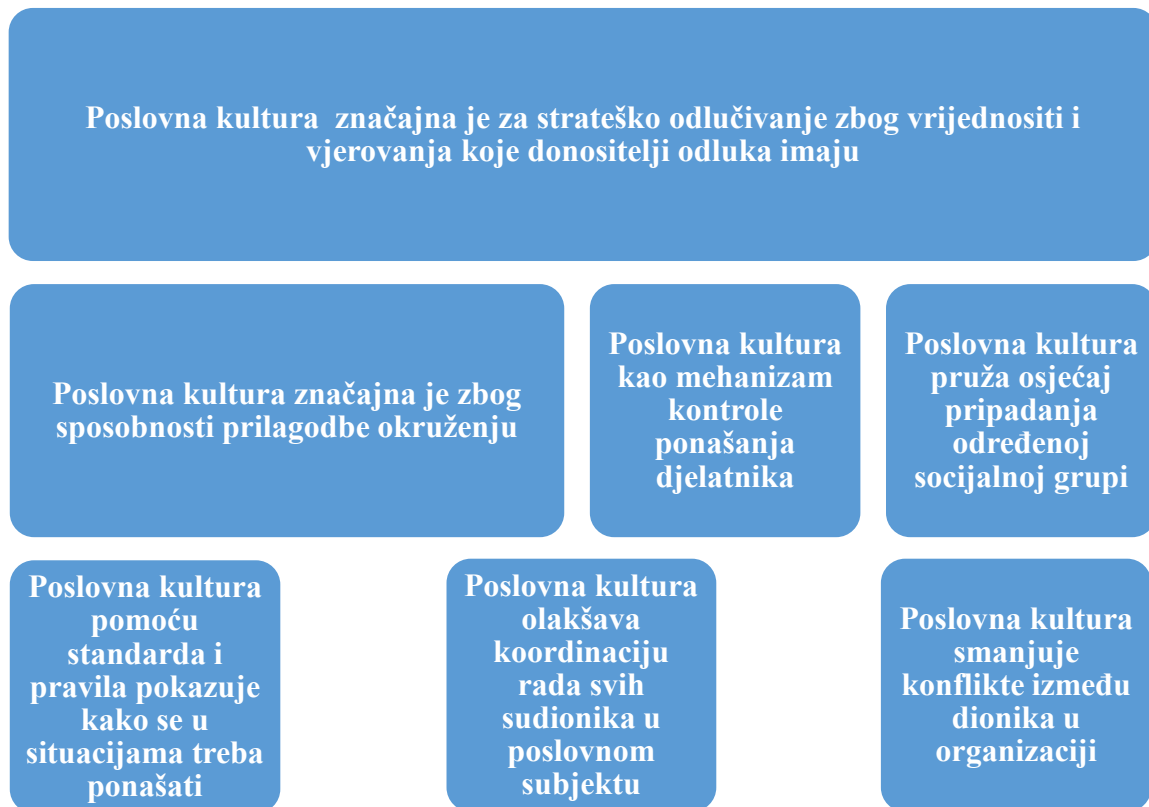 Poslovna kultura  značajna je za strateško odlučivanje zbog vrijednositi i
vjerovanja koje donositelji odluka imaju
Poslovna kultura značajna je zbog
sposobnosti prilagodbe okruženju
Poslovna kultura
kao mehanizam
kontrole
ponašanja
djelatnika
Poslovna kultura
pruža osjećaj
pripadanja
određenoj
socijalnoj grupi
Poslovna kultura
pomoću
standarda i
pravila pokazuje
kako se u
situacijama treba
ponašati
Poslovna kultura
olakšava
koordinaciju
rada svih
sudionika u
poslovnom
subjektu
Poslovna kultura
smanjuje
konflikte između
dionika u
organizaciji